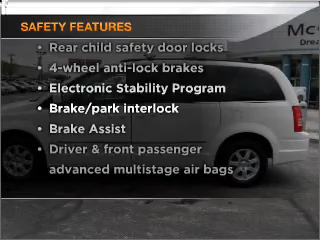 SAFETY FEATURES
• Rear child safety door locks
• 4-wheel anti-lock brakes
• Electronic Stability Program
• Brake/park interlock
• Brake Assist
• Driver & front passenger
advanced multistage air bags